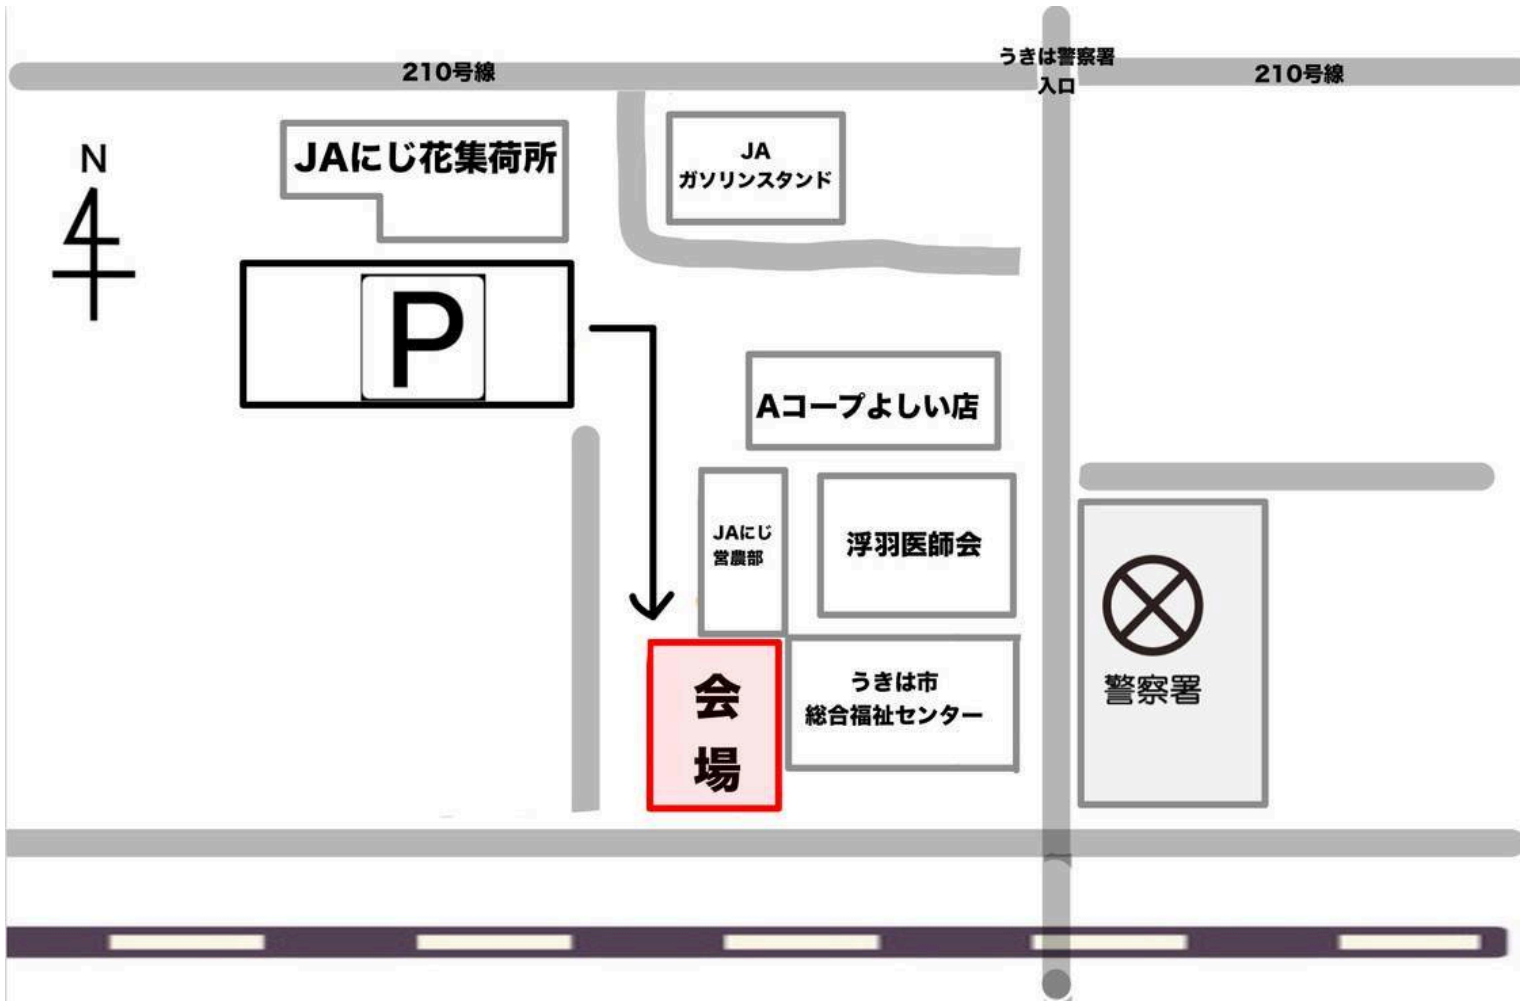 210号線
うきは警察署
入口
210号線
N
JAにじ花集荷所
JA
ガソリンスタンド
P
Aコープよしい店
JAにじ
営農部
浮羽医師会
警察署
会
場
うきは市
総合福祉センター